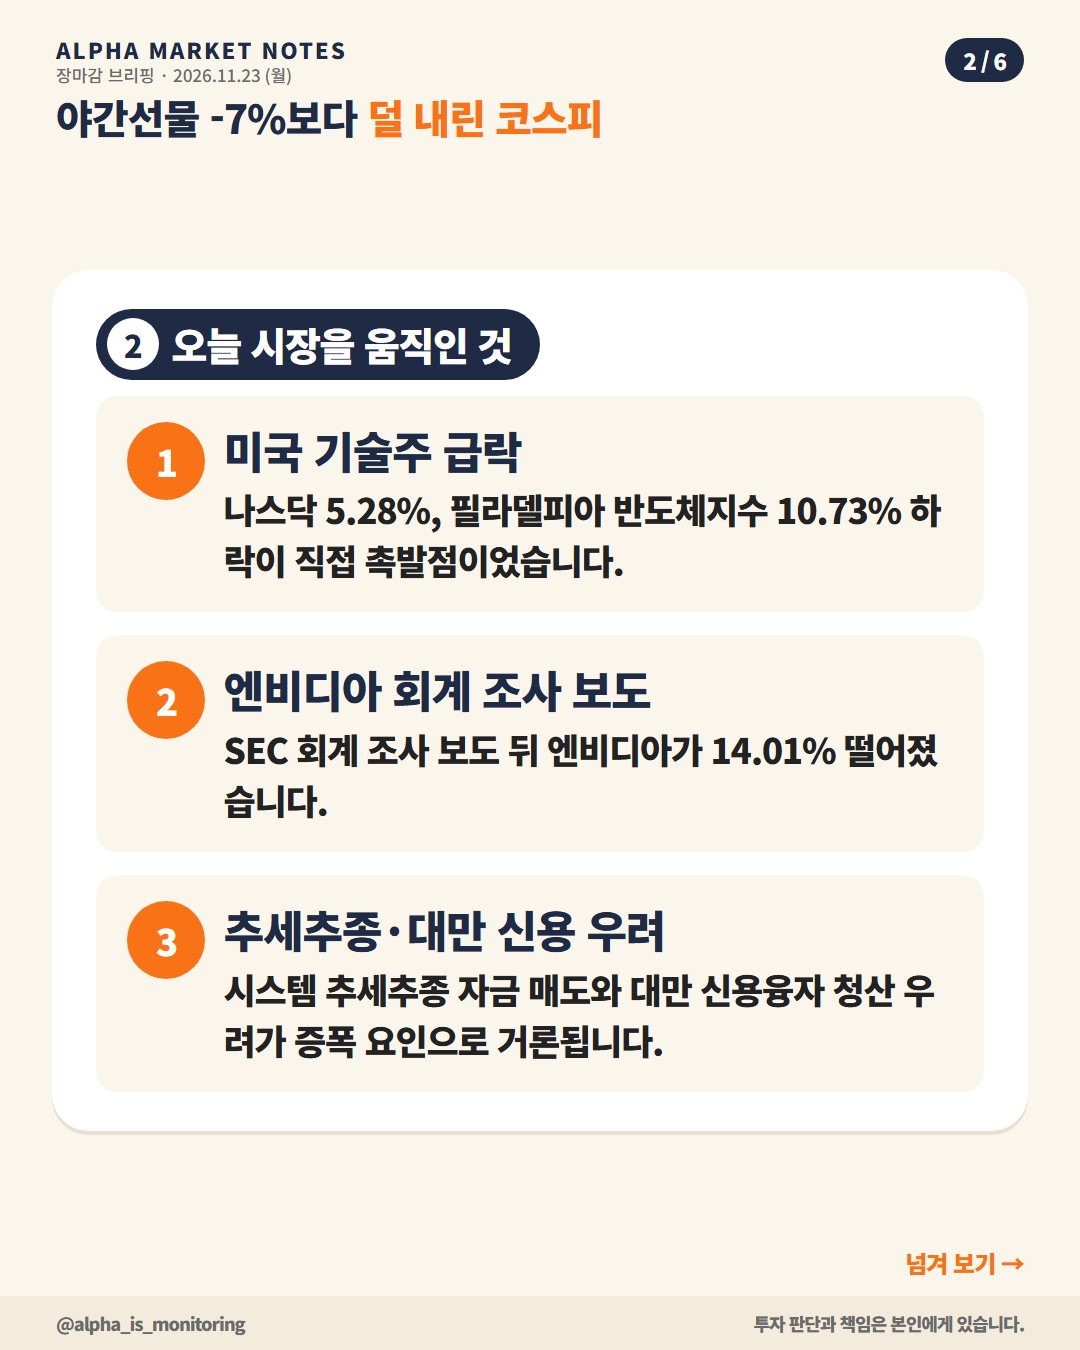 ALPHA MARKET NOTES
장마감 브리핑 · 2026.11.23 (월)
2 / 6
야간선물 -7%보다 덜 내린 코스피
2 오늘 시장을 움직인 것
1
미국 기술주 급락
나스닥 5.28%, 필라델피아 반도체지수 10.73% 하
락이 직접 촉발점이었습니다.
2
엔비디아 회계 조사 보도
SEC 회계 조사 보도 뒤 엔비디아가 14.01% 떨어졌
습니다.
3
추세추종·대만 신용 우려
시스템 추세추종 자금 매도와 대만 신용융자 청산 우
려가 증폭 요인으로 거론됩니다.
넘겨 보기 →
@alpha_is_monitoring
투자 판단과 책임은 본인에게 있습니다.